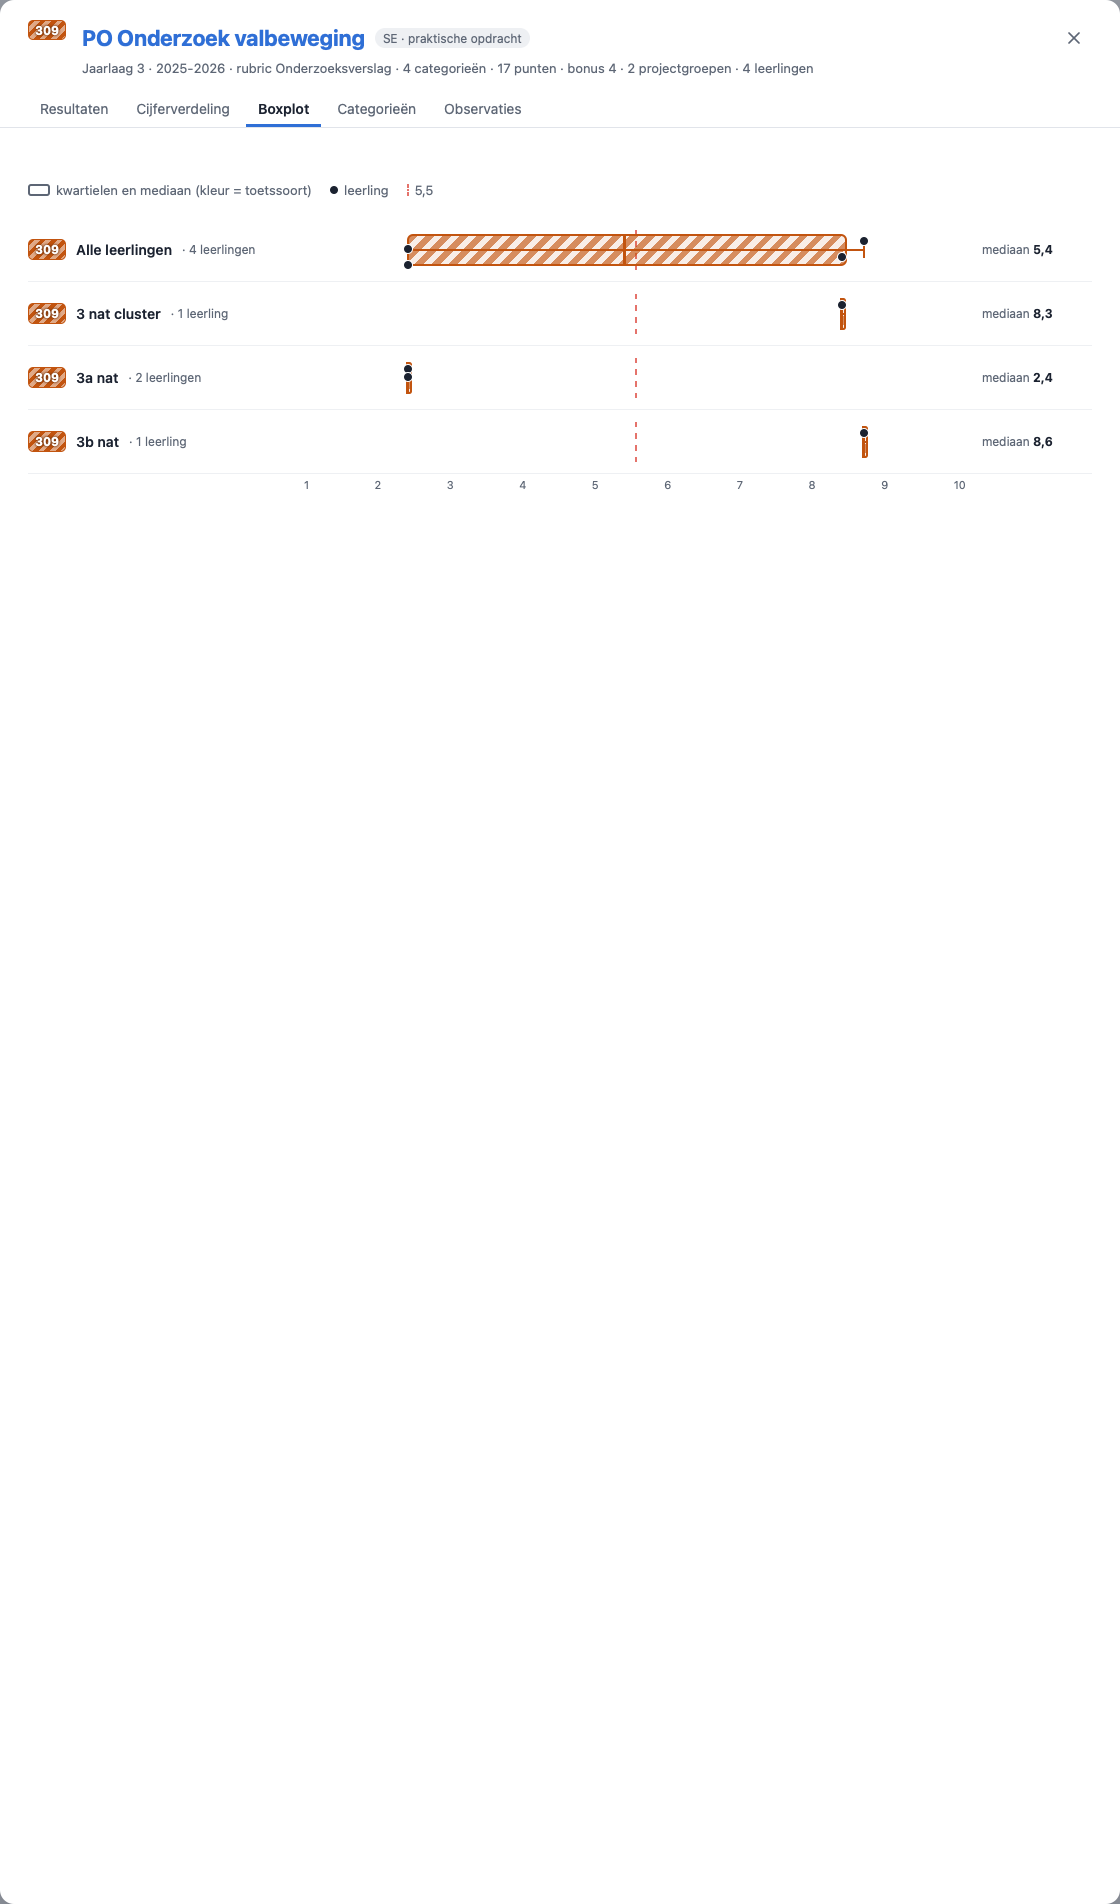 309 PO Onderzoek valbeweging SE · praktische opdracht
Jaarlaag 3 · 2025-2026 · rubric Onderzoeksverslag · 4 categorieën · 17 punten · bonus 4 · 2 projectgroepen · 4 leerlingen
Resultaten Cijferverdeling Boxplot Categorieën Observaties
kwartielen en mediaan (kleur = toetssoort) leerling 5,5
309 Alle leerlingen · 4 leerlingen mediaan 5,4
309 3 nat cluster · 1 leerling mediaan 8,3
309 3a nat · 2 leerlingen mediaan 2,4
309 3b nat · 1 leerling mediaan 8,6
1 2 3 4 5 6 7 8 9 10